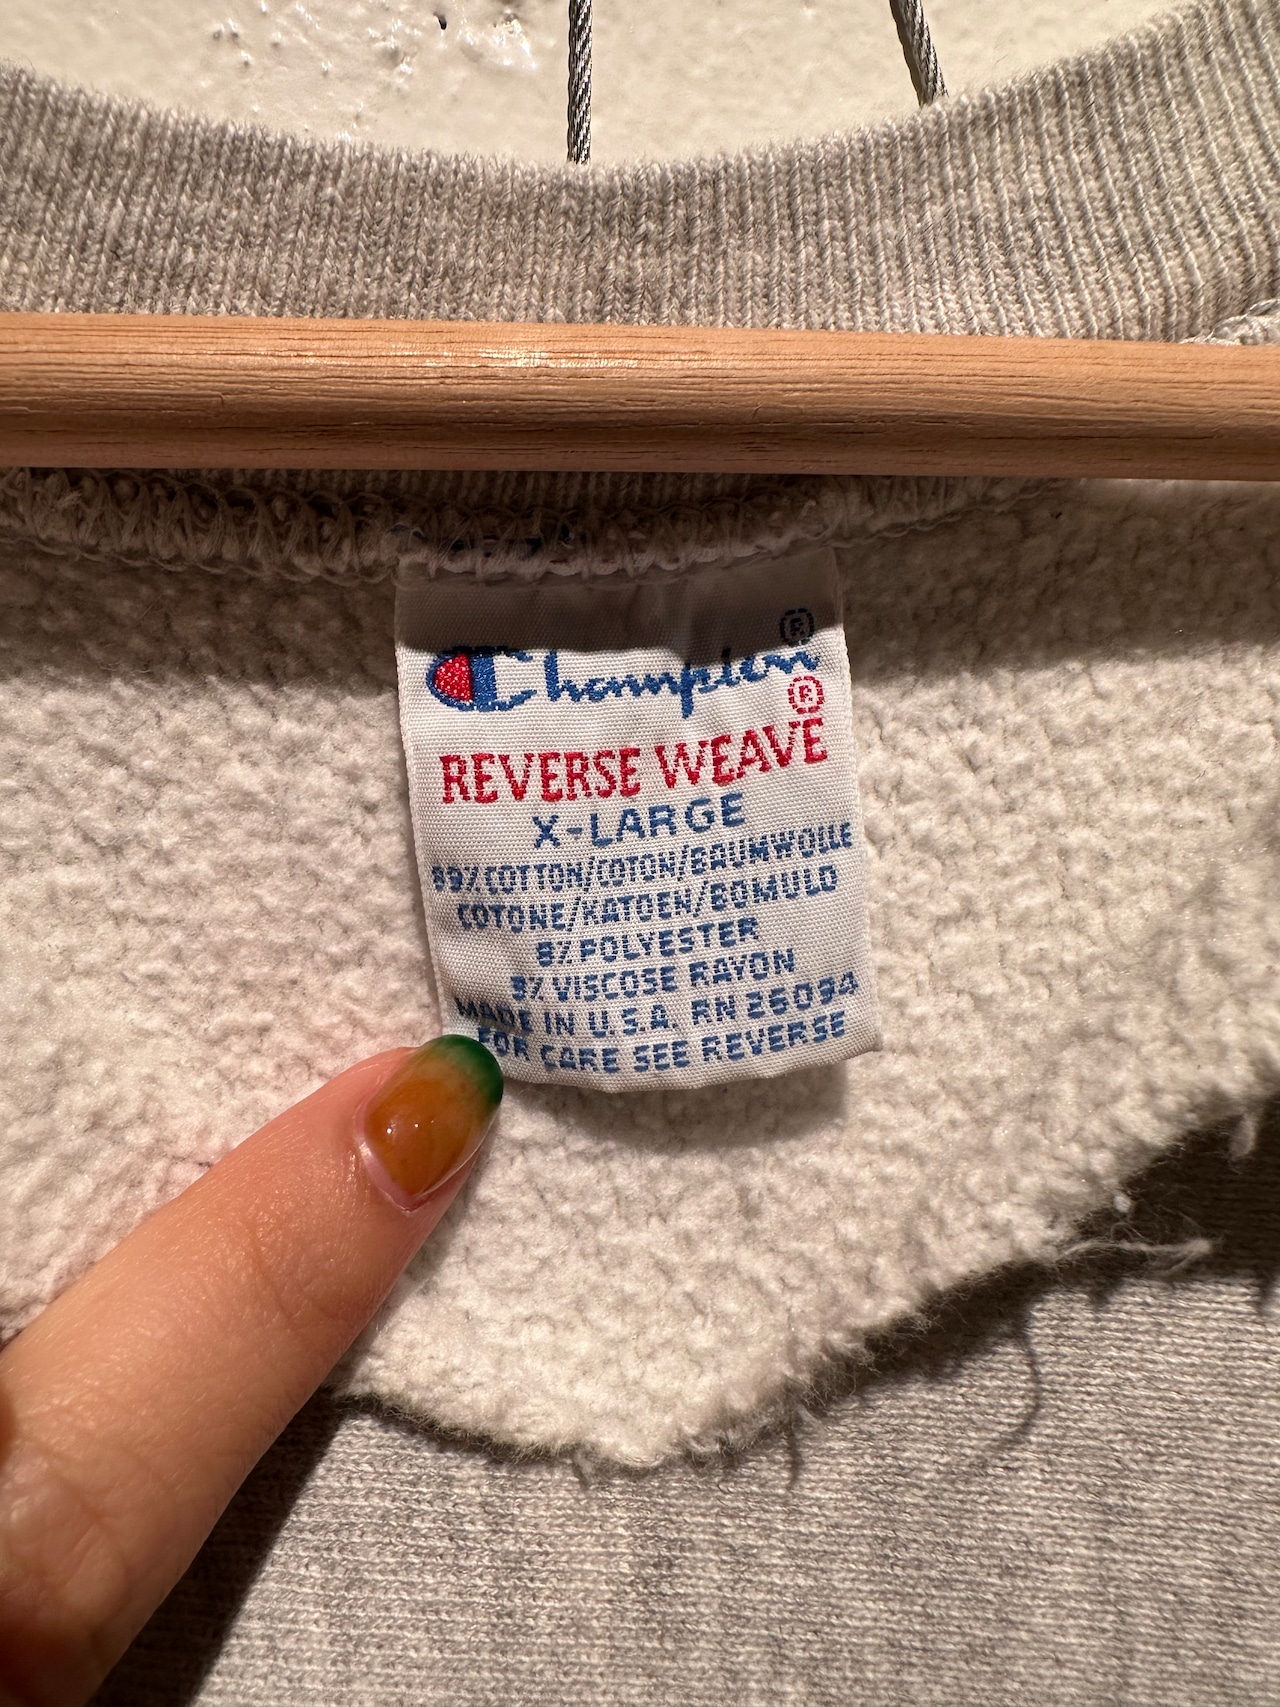 Champion®
REVERSE WEAVE®
X-LARGE
89% COTTON/COTON/BAUMWOLLE
COTONE/KATOEN/BOMULD
8% POLYESTER
3% VISCOSE RAYON
MADE IN U.S.A. RN 26094
FOR CARE SEE REVERSE